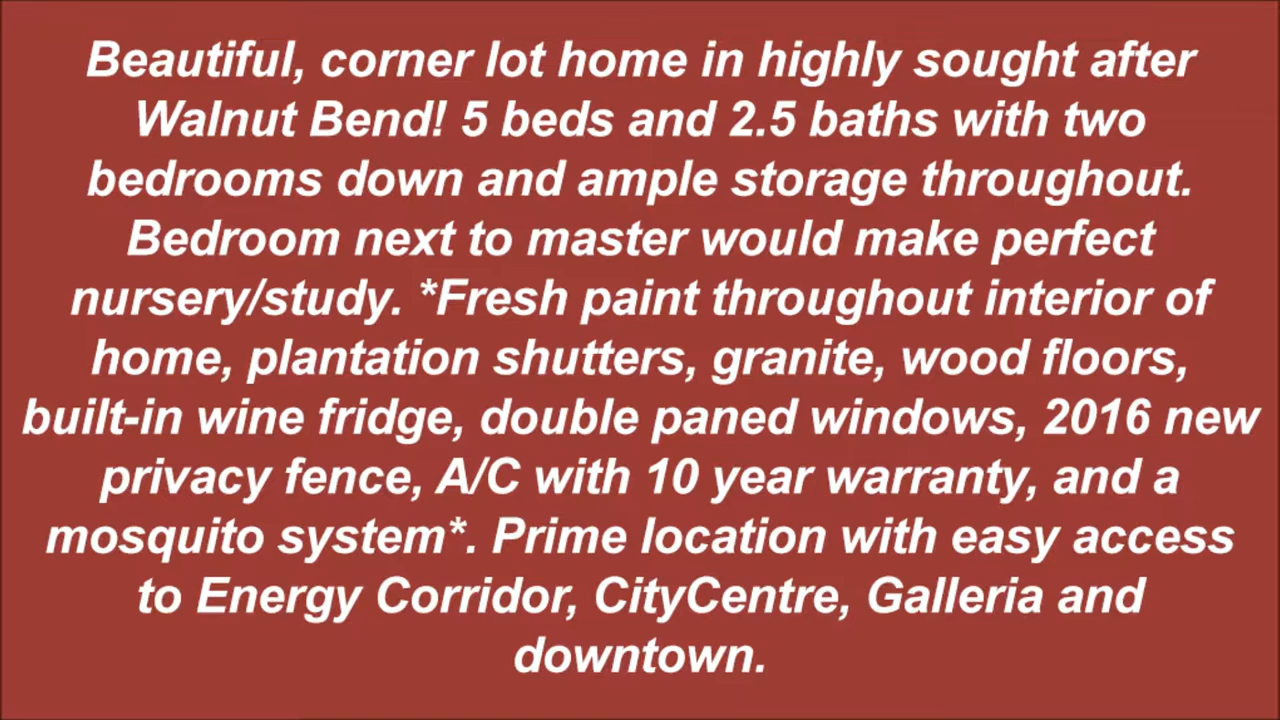 Beautiful, corner lot home in highly sought after
Walnut Bend! 5 beds and 2.5 baths with two
bedrooms down and ample storage throughout.
Bedroom next to master would make perfect
nursery/study. *Fresh paint throughout interior of
home, plantation shutters, granite, wood floors,
built-in wine fridge, double paned windows, 2016 new
privacy fence, A/C with 10 year warranty, and a
mosquito system*. Prime location with easy access
to Energy Corridor, CityCentre, Galleria and
downtown.